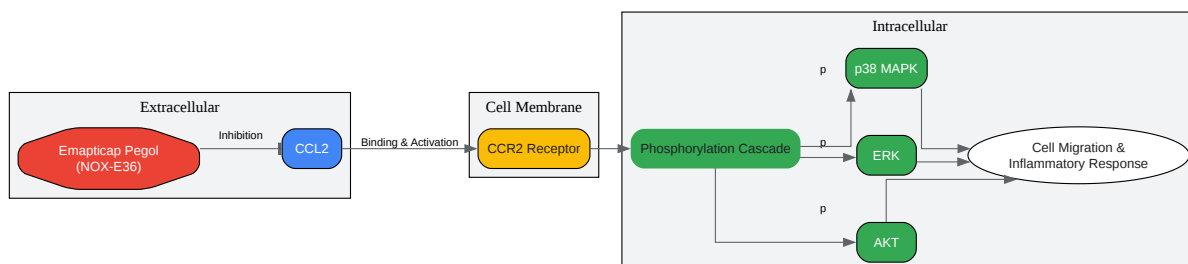 Extracellular
Emapticap Pegol
(NOX-E36)
Inhibition
CCL2
Binding & Activation
Cell Membrane
CCR2 Receptor
Intracellular
Phosphorylation Cascade
p
p38 MAPK
p
ERK
p
AKT
Cell Migration &
Inflammatory Response